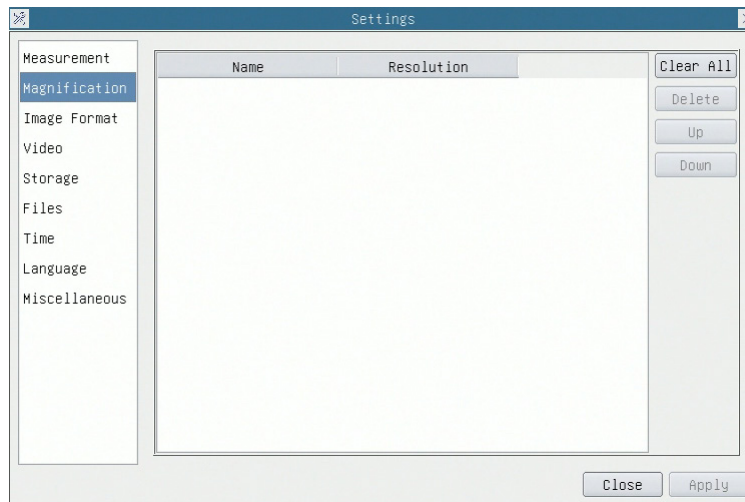 Settings
Measurement
Magnification
Image Format
Video
Storage
Files
Time
Language
Miscellaneous
Name Resolution
Clear All
Delete
Up
Down
Close Apply